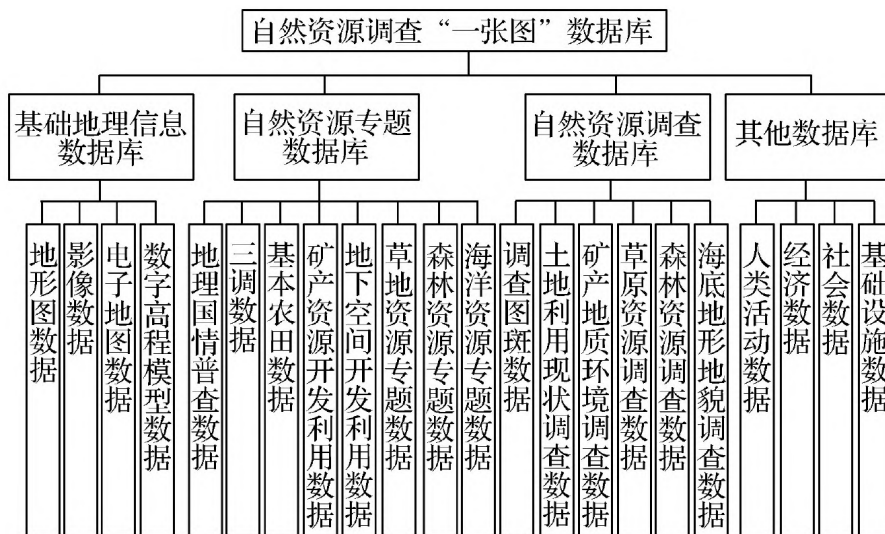 自然资源调查“一张图”数据库
基础地理信息
数据库
自然资源专题
数据库
自然资源调查
数据库
其他数据库
地形图数据
影像数据
电子地图数据
数字高程模型数据
地理国情普查数据
三调数据
基本农田数据
矿产资源开发利用数据
地下空间开发利用数据
草地资源专题数据
森林资源专题数据
海洋资源专题数据
调查图斑数据
土地利用现状调查数据
矿产地质环境调查数据
草原资源调查数据
森林资源调查数据
海底地形地貌调查数据
人类活动数据
经济数据
社会数据
基础设施数据